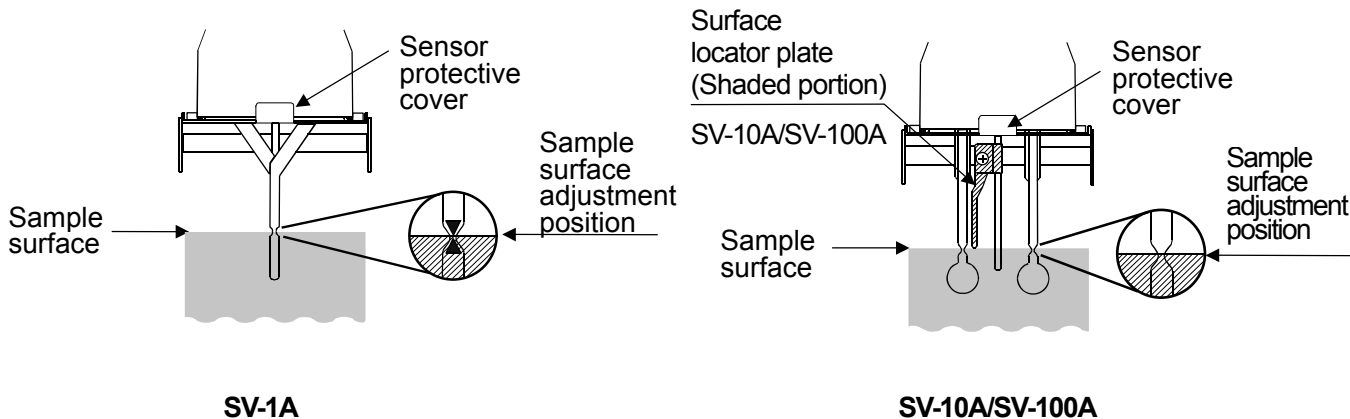 Sensor
protective
cover
Sample
surface
adjustment
position
Sample
surface
SV-1A
Surface
locator plate
(Shaded portion)
SV-10A/SV-100A
Sensor
protective
cover
Sample
surface
adjustment
position
Sample
surface
SV-10A/SV-100A